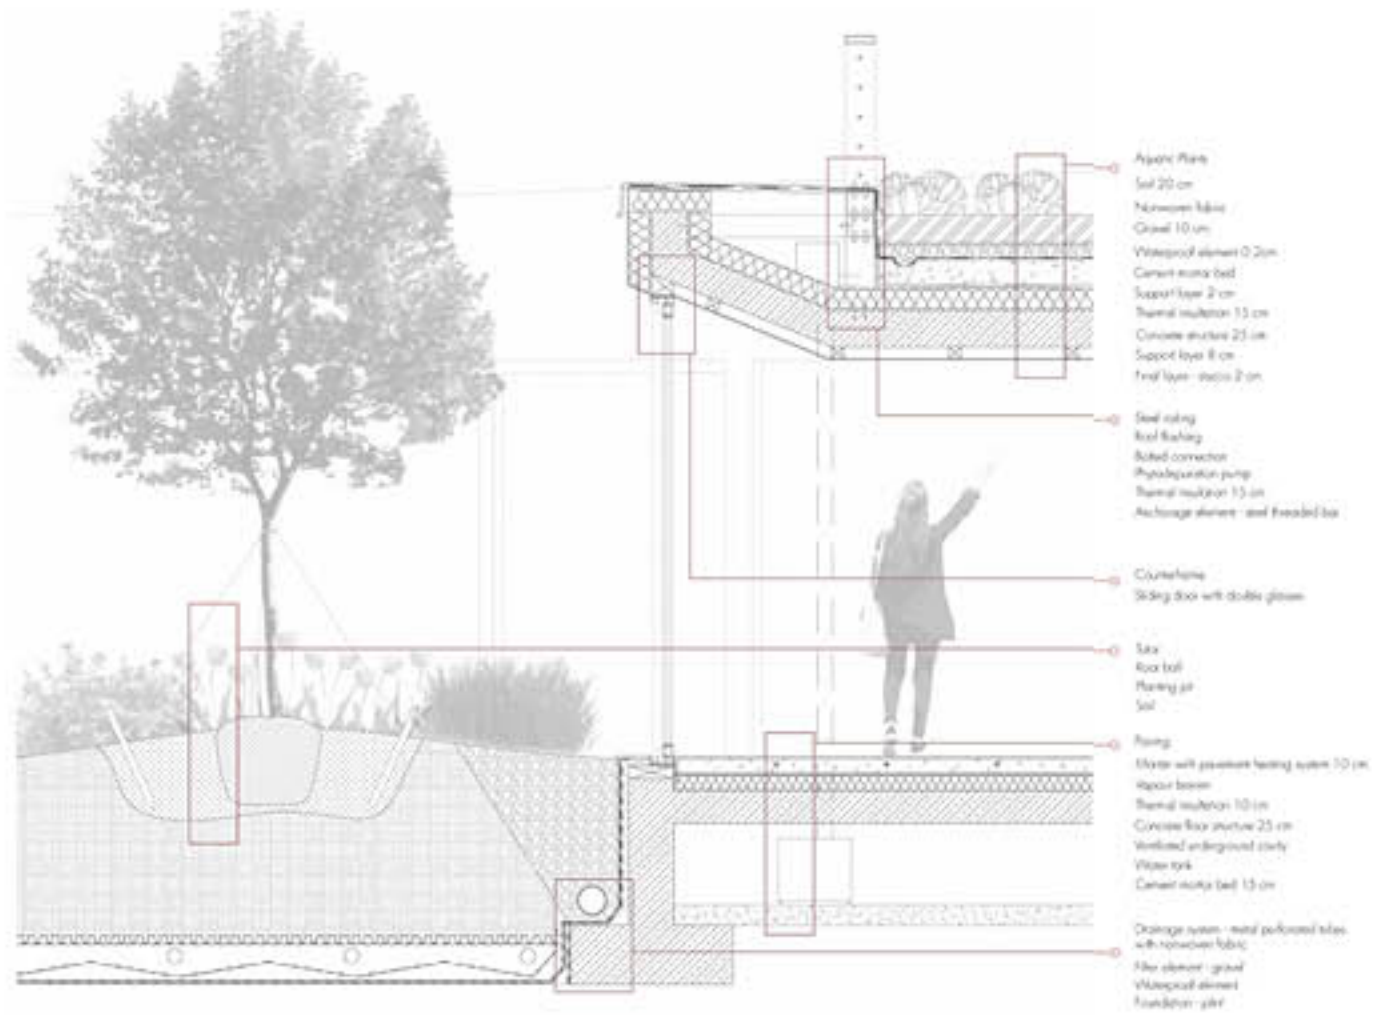 Aquatic Plants
Soil 20 cm
Nonwoven fabric
Gravel 10 cm
Waterproof element 0.2cm
Cement mortar bed
Support layer 2 cm
Thermal insulation 15 cm
Concrete structure 25 cm
Support layer 8 cm
Final layer - stucco 2 cm
Steel railing
Roof flashing
Bolted connection
Phytodepuration pump
Thermal insulation 15 cm
Anchorage element - steel threaded bar
Counterframe
Sliding door with double glasses
Tutor
Root ball
Planting pit
Soil
Paving
Mortar with pavement heating system 10 cm
Vapour barrier
Thermal insulation 10 cm
Concrete floor structure 25 cm
Ventilated underground cavity
Water tank
Cement mortar bed 15 cm
Drainage system - metal perforated tubes
with nonwoven fabric
Filter element - gravel
Waterproof element
Foundation - plint